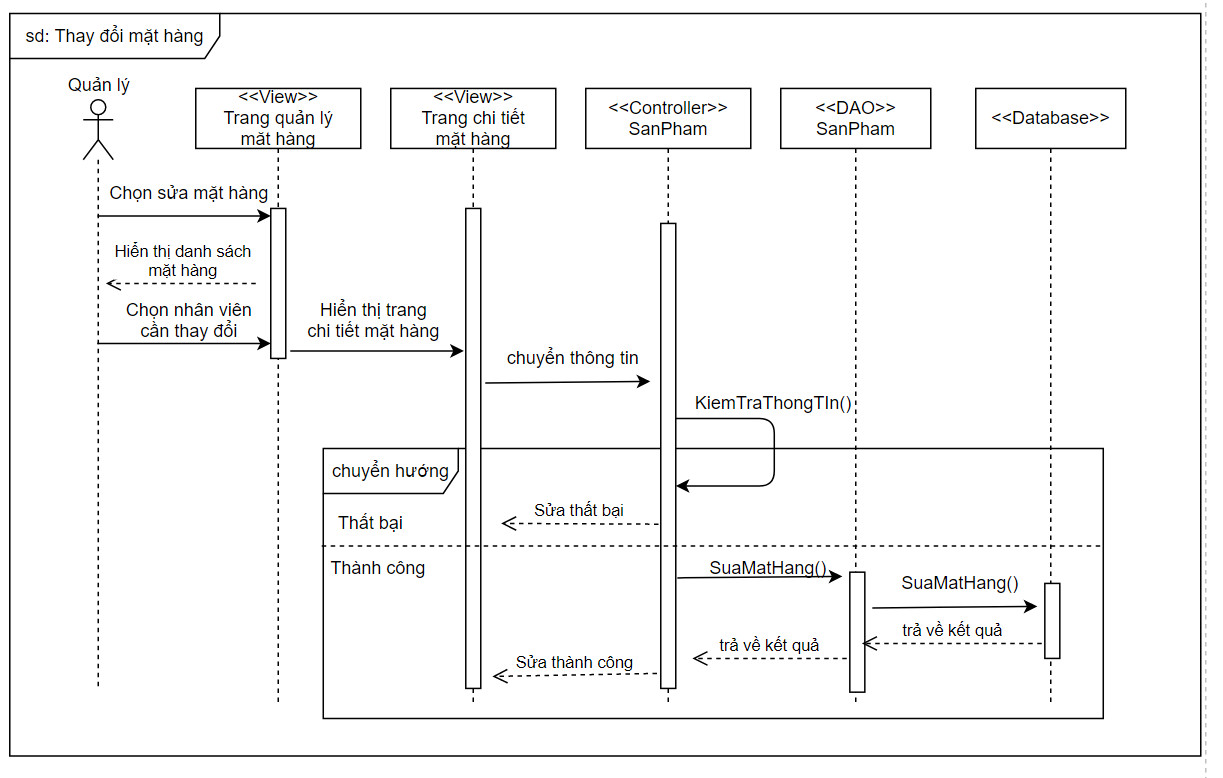 sd: Thay đổi mặt hàng
Quản lý
<<View>>
Trang quản lý
măt hàng
<<View>>
Trang chi tiết
mặt hàng
<<Controller>>
SanPham
<<DAO>>
SanPham
<<Database>>
Chọn sửa mặt hàng
Hiển thị danh sách
mặt hàng
Chọn nhân viên
cần thay đổi
Hiển thị trang
chi tiết mặt hàng
chuyển thông tin
KiemTraThongTIn()
chuyển hướng
Thất bại
Sửa thất bại
Thành công
SuaMatHang()
SuaMatHang()
trả về kết quả
trả về kết quả
Sửa thành công